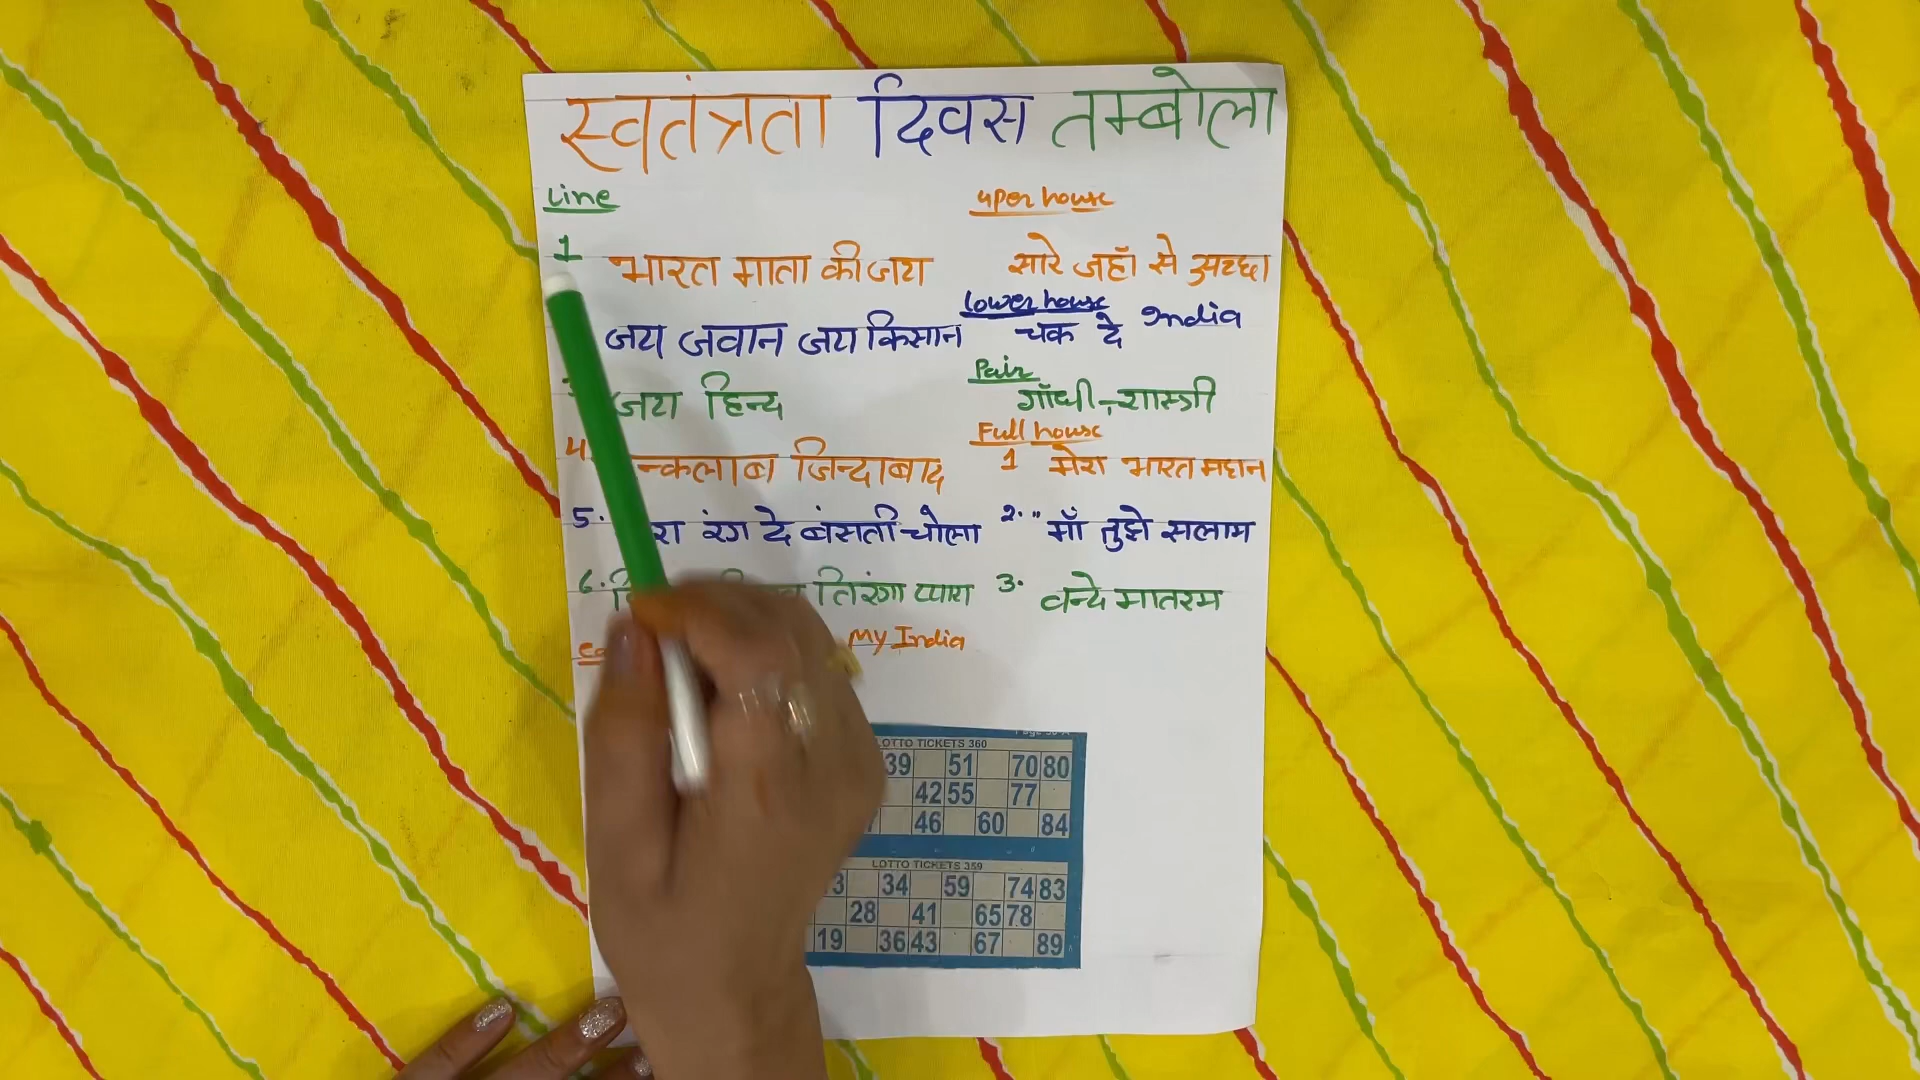 स्वतंत्रता दिवस तम्बोला
Line
1 भारत माता की जय
जय जवान जय किसान
जय हिन्द
4 जिन्दाबाद
5. रंग दे बंसती चोला
6. तिरंगा प्यारा
My India
uper house
सारे जहाँ से अच्छा
Lower house
चक दे India
Pair
गाँधी-शास्त्री
Full house
1 मेरा भारत महान
2. माँ तुझे सलाम
3. वन्दे मातरम
LOTTO TICKETS 360
39 51 70 80
42 55 77
46 60 84
LOTTO TICKETS 359
34 59 74 83
28 41 65 78
19 36 43 67 89